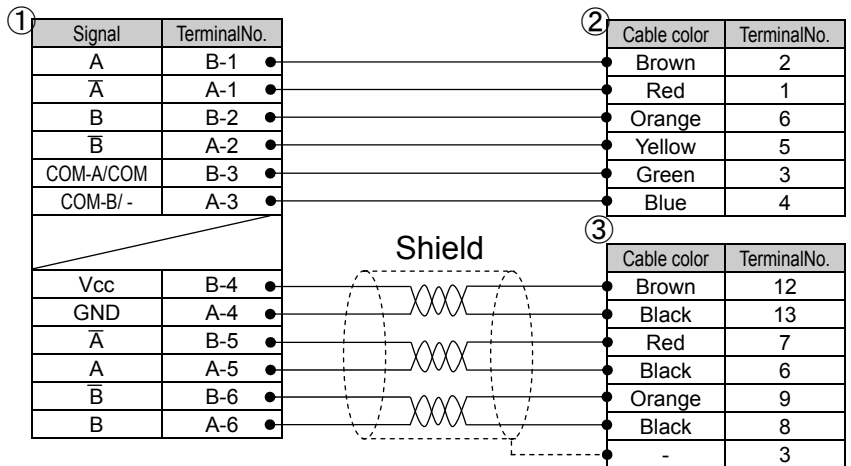 ①
Signal TerminalNo.
A B-1
A̅ A-1
B B-2
B̅ A-2
COM-A/COM B-3
COM-B/ - A-3
Vcc B-4
GND A-4
A̅ B-5
A A-5
B̅ B-6
B A-6
Shield
②
Cable color TerminalNo.
Brown 2
Red 1
Orange 6
Yellow 5
Green 3
Blue 4
③
Cable color TerminalNo.
Brown 12
Black 13
Red 7
Black 6
Orange 9
Black 8
- 3